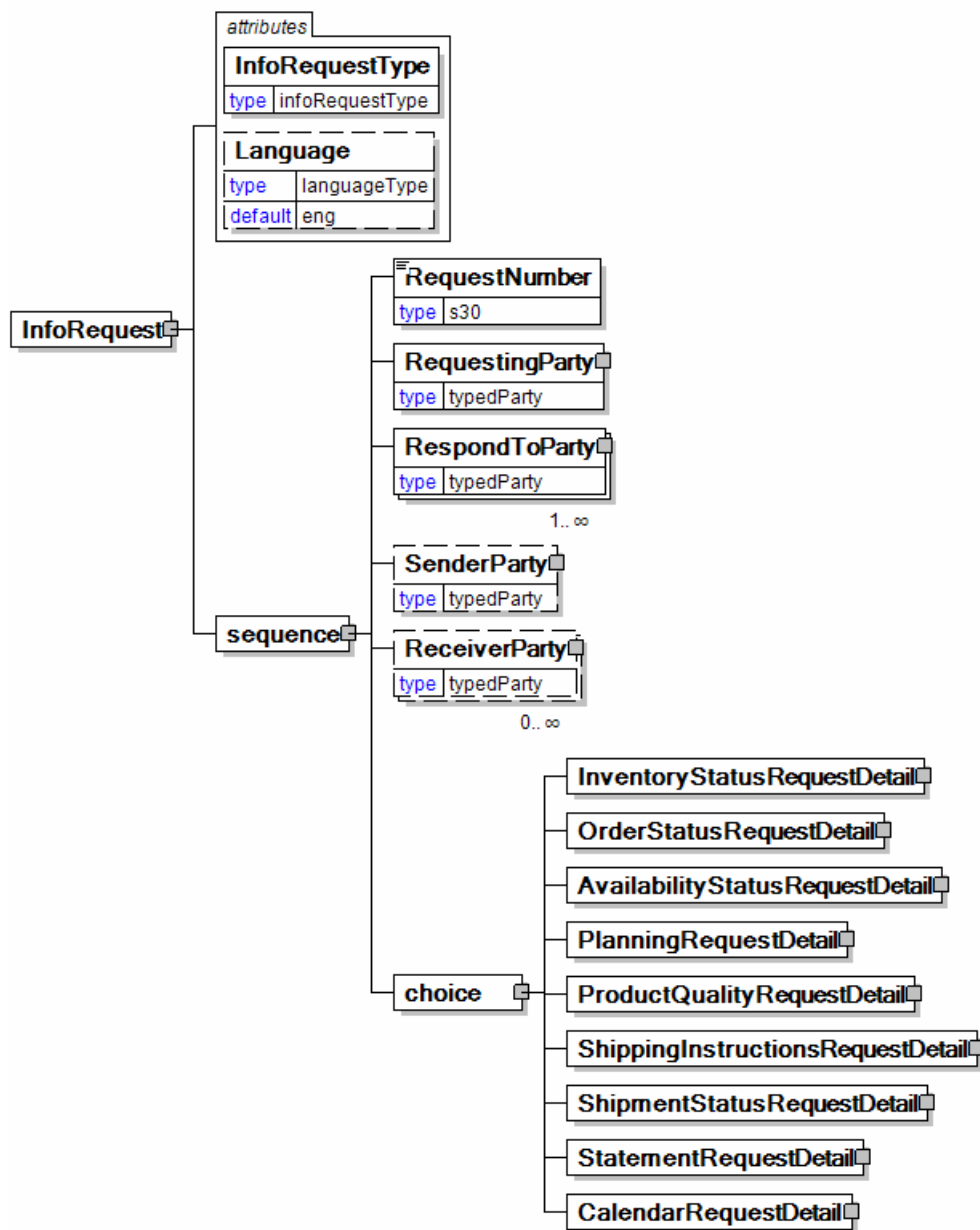 attributes
InfoRequestType
type infoRequestType
Language
type languageType
default eng
InfoRequest
RequestNumber
type s30
RequestingParty
type typedParty
RespondToParty
type typedParty
1.. ∞
SenderParty
type typedParty
sequence
ReceiverParty
type typedParty
0.. ∞
InventoryStatusRequestDetail
OrderStatusRequestDetail
AvailabilityStatusRequestDetail
PlanningRequestDetail
choice
ProductQualityRequestDetail
ShippingInstructionsRequestDetail
ShipmentStatusRequestDetail
StatementRequestDetail
CalendarRequestDetail